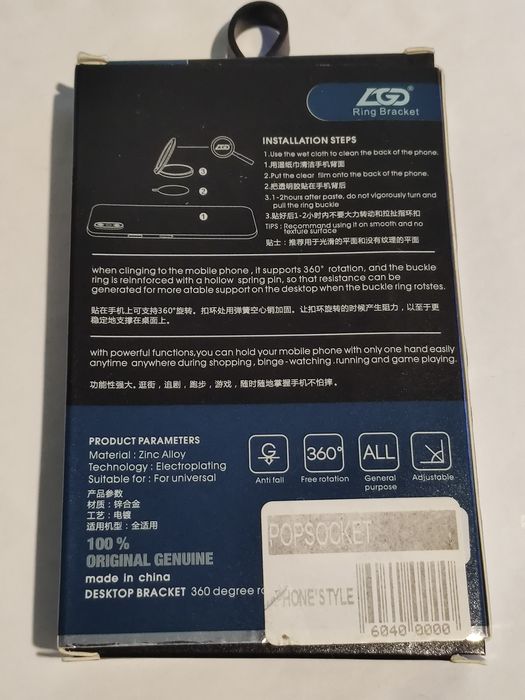 LGD®
Ring Bracket
LGD
3
2
1
INSTALLATION STEPS
1.Use the wet cloth to clean the back of the phone.
1.用湿纸巾清洁手机背面
2.Put the clear film onto the back of the phone.
2.把透明胶贴在手机背后
3.1-2hours after paste, do not vigorously turn and
pull the ring buckle
3.贴好后1-2小时内不要大力转动和拉扯指环扣
TIPS : Recommand using it on smooth and no
texture surface
贴士：推荐用于光滑的平面和没有纹理的平面
when clinging to the mobile phone , it supports 360° rotation, and the buckle
ring is relnnforced with a hollow spring pin, so that resistance can be
generated for more atable support on the desktop when the buckle ring rotstes.
贴在手机上可支持360°旋转。扣环处用弹簧空心销加固。让扣环旋转的时候产生阻力，以至于更
稳定地支撑在桌面上。
with powerful functions,you can hold your mobile phone with only one hand easily
anytime anywhere during shopping , binge - watching .running and game playing.
功能性强大。逛街，追剧，跑步，游戏，随时随地掌握手机不怕摔。
PRODUCT PARAMETERS
Material : Zinc Alloy
Technology : Electroplating
Suitable for : For universal
产品参数
材质：锌合金
工艺：电镀
适用机型：全适用
360°
ALL
Anti fall
Free rotation
General
purpose
Adjustable
100 %
ORIGINAL GENUINE
made in china
DESKTOP BRACKET 360 degree
POPSOCKET
PHONE'STYLE
6040 0000